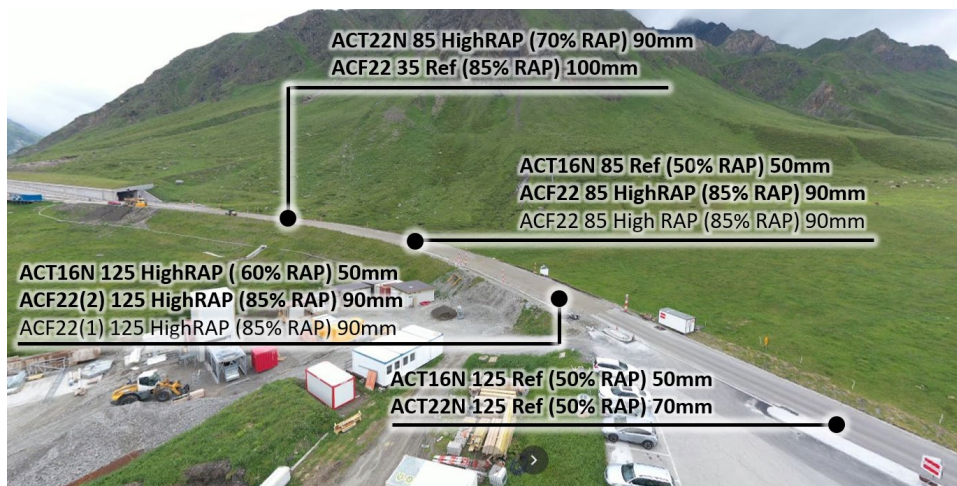 ACT22N 85 HighRAP (70% RAP) 90mm
ACF22 35 Ref (85% RAP) 100mm
ACT16N 85 Ref (50% RAP) 50mm
ACF22 85 HighRAP (85% RAP) 90mm
ACF22 85 High RAP (85% RAP) 90mm
ACT16N 125 HighRAP ( 60% RAP) 50mm
ACF22(2) 125 HighRAP (85% RAP) 90mm
ACF22(1) 125 HighRAP (85% RAP) 90mm
ACT16N 125 Ref (50% RAP) 50mm
ACT22N 125 Ref (50% RAP) 70mm